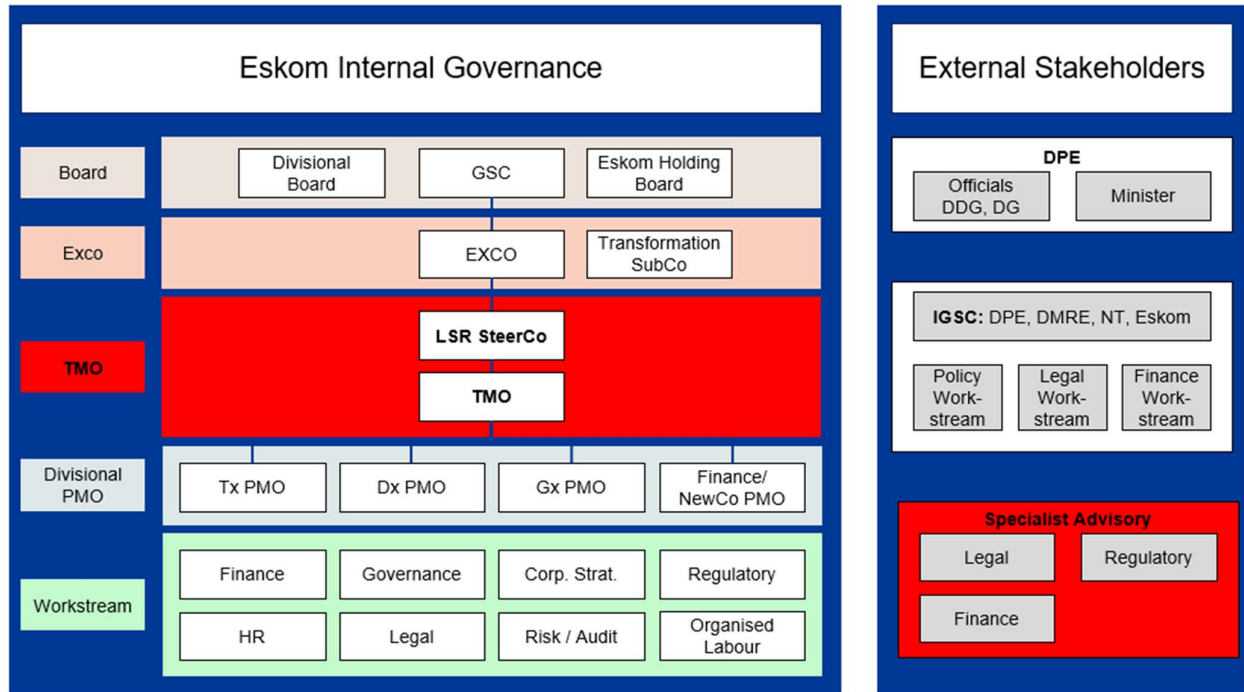 Eskom Internal Governance
External Stakeholders
Board
Divisional
Board
GSC
Eskom Holding
Board
Exco
EXCO
Transformation
SubCo
TMO
LSR SteerCo
TMO
Divisional
PMO
Tx PMO
Dx PMO
Gx PMO
Finance/
NewCo PMO
Workstream
Finance
Governance
Corp. Strat.
Regulatory
HR
Legal
Risk / Audit
Organised
Labour
DPE
Officials
DDG, DG
Minister
IGSC: DPE, DMRE, NT, Eskom
Policy
Work-
stream
Legal
Work-
stream
Finance
Work-
stream
Specialist Advisory
Legal
Regulatory
Finance